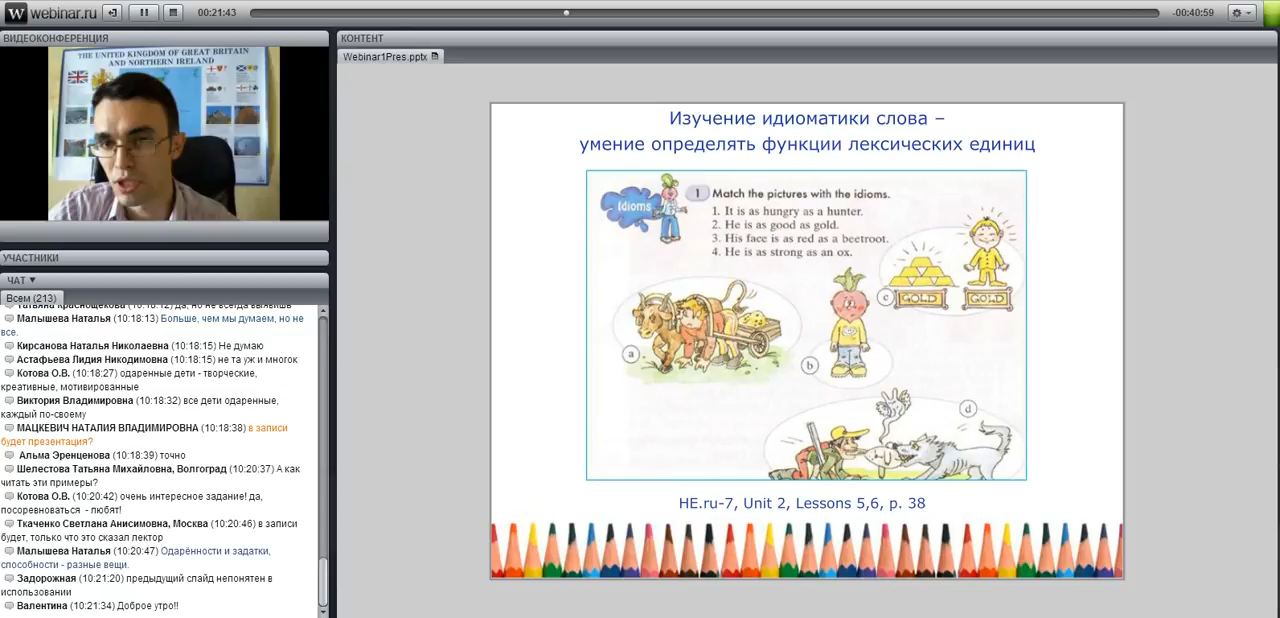 W webinar.ru
00:21:43
-00:40:59
ВИДЕОКОНФЕРЕНЦИЯ
THE UNITED KINGDOM OF GREAT BRITAIN
AND NORTHERN IRELAND
УЧАСТНИКИ
ЧАТ
Всем (213)
Татьяна Краснощекова (10:18:12) да, но не всегда выявишь
Малышева Наталья (10:18:13) Больше, чем мы думаем, но не
все.
Кирсанова Наталья Николаевна (10:18:15) Не думаю
Астафьева Лидия Никодимовна (10:18:15) не та уж и многок
Котова О.В. (10:18:27) одаренные дети - творческие,
креативные, мотивированные
Виктория Владимировна (10:18:32) все дети одаренные,
каждый по-своему
МАЦКЕВИЧ НАТАЛИЯ ВЛАДИМИРОВНА (10:18:38) в записи
будет презентация?
Альма Эренценова (10:18:39) точно
Шелестова Татьяна Михайловна, Волгоград (10:20:37) А как
читать эти примеры?
Котова О.В. (10:20:42) очень интересное задание! да,
посоревноваться - любят!
Ткаченко Светлана Анисимовна, Москва (10:20:46) в записи
будет, только что это сказал лектор
Малышева Наталья (10:20:47) Одарённости и задатки,
способности - разные вещи.
Задорожная (10:21:20) предыдущий слайд непонятен в
использовании
Валентина (10:21:34) Доброе утро!!
КОНТЕНТ
Webinar1Pres.pptx
Изучение идиоматики слова –
умение определять функции лексических единиц
Idioms
1 Match the pictures with the idioms.
1. It is as hungry as a hunter.
2. He is as good as gold.
3. His face is as red as a beetroot.
4. He is as strong as an ox.
a
b
c
GOLD
GOLD
d
HE.ru-7, Unit 2, Lessons 5,6, p. 38